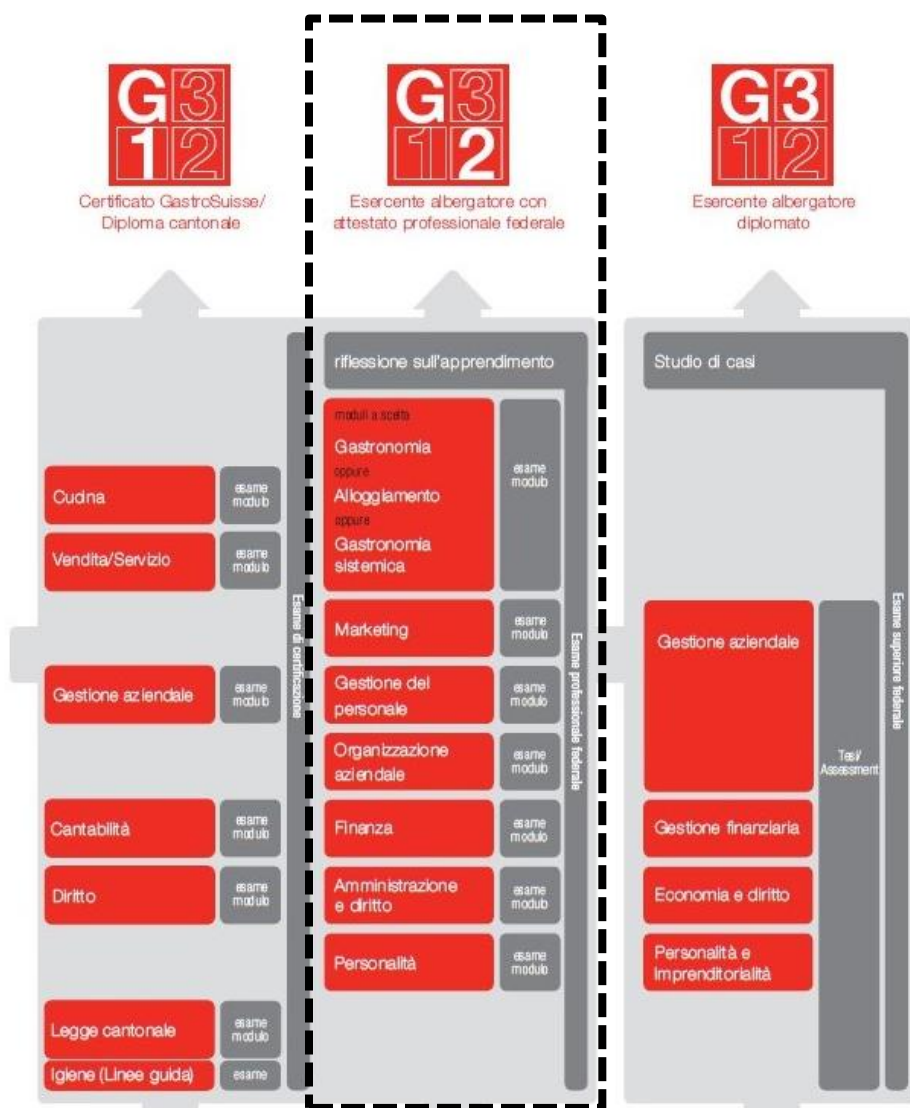 G3
12
Certificato GastroSuisse/
Diploma cantonale
Cucina
esame
modulo
Vendita/Servizio
esame
modulo
Gestione aziendale
esame
modulo
Cantabilità
esame
modulo
Diritto
esame
modulo
Legge cantonale
esame
modulo
Igiene (Linee guida)
esame
Esame di certificazione
G3
12
Esercente albergatore con
attestato professionale federale
riflessione sull'apprendimento
moduli a scelta
Gastronomia
oppure
Alloggiamento
oppure
Gastronomia
sistemica
esame
modulo
Marketing
esame
modulo
Gestione del
personale
esame
modulo
Organizzazione
aziendale
esame
modulo
Finanza
esame
modulo
Amministrazione
e diritto
esame
modulo
Personalità
esame
modulo
Esame professionale federale
G3
12
Esercente albergatore
diplomato
Studio di casi
Gestione aziendale
Gestione finanziaria
Economia e diritto
Personalità e
Imprenditorialità
Tesi/
Assessment
Esame superiore federale